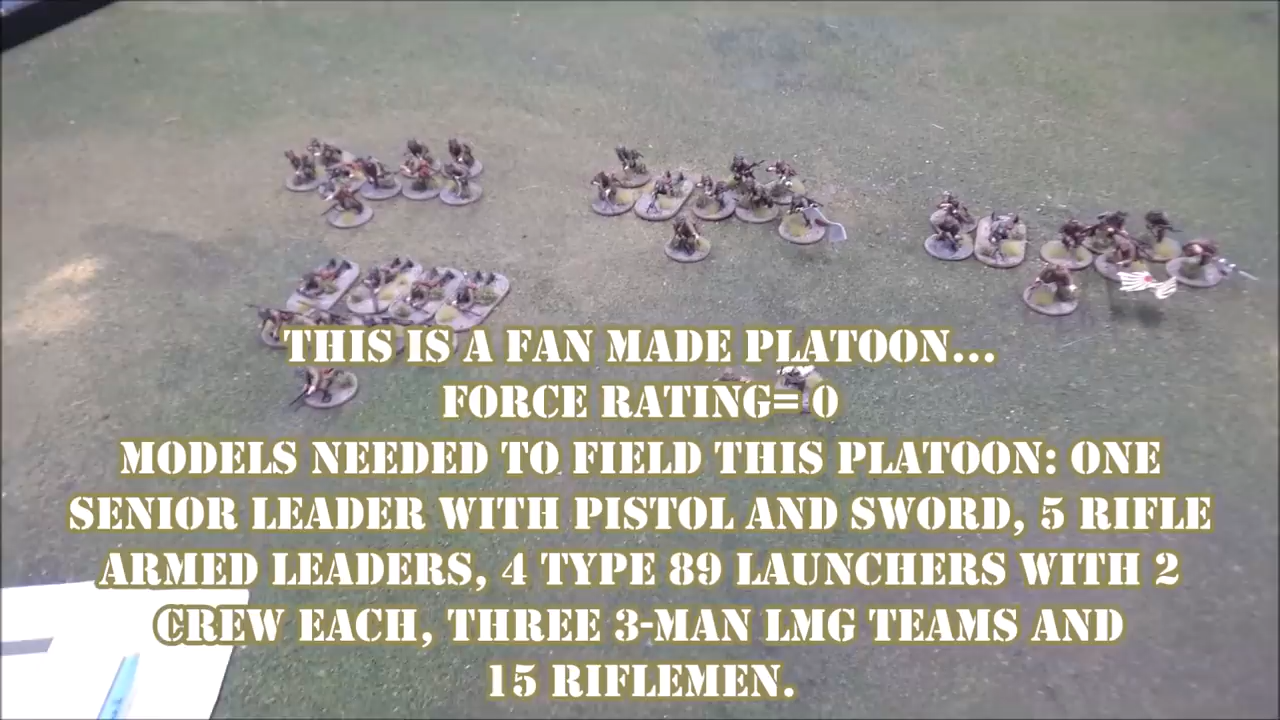 THIS IS A FAN MADE PLATOON...
FORCE RATING= 0
MODELS NEEDED TO FIELD THIS PLATOON: ONE
SENIOR LEADER WITH PISTOL AND SWORD, 5 RIFLE
ARMED LEADERS, 4 TYPE 89 LAUNCHERS WITH 2
CREW EACH, THREE 3-MAN LMG TEAMS AND
15 RIFLEMEN.